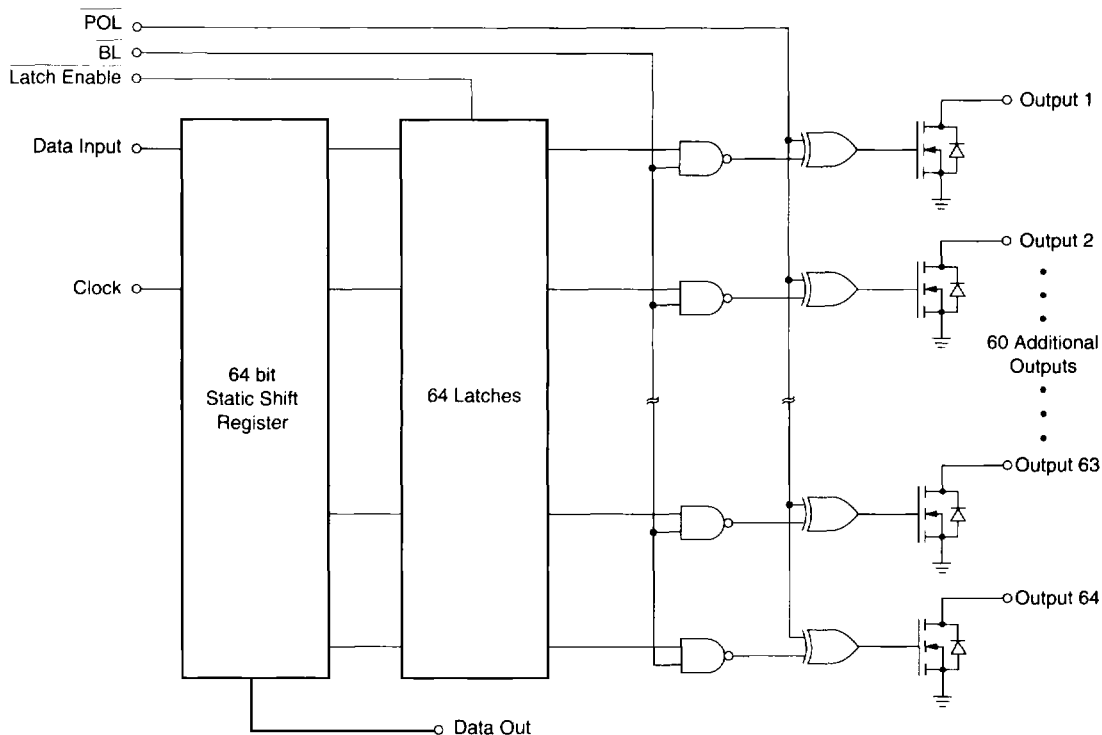 POL
BL
Latch Enable
Output 1
Data Input
Output 2
Clock
60 Additional
Outputs
64 bit
Static Shift
Register
64 Latches
Output 63
Output 64
Data Out